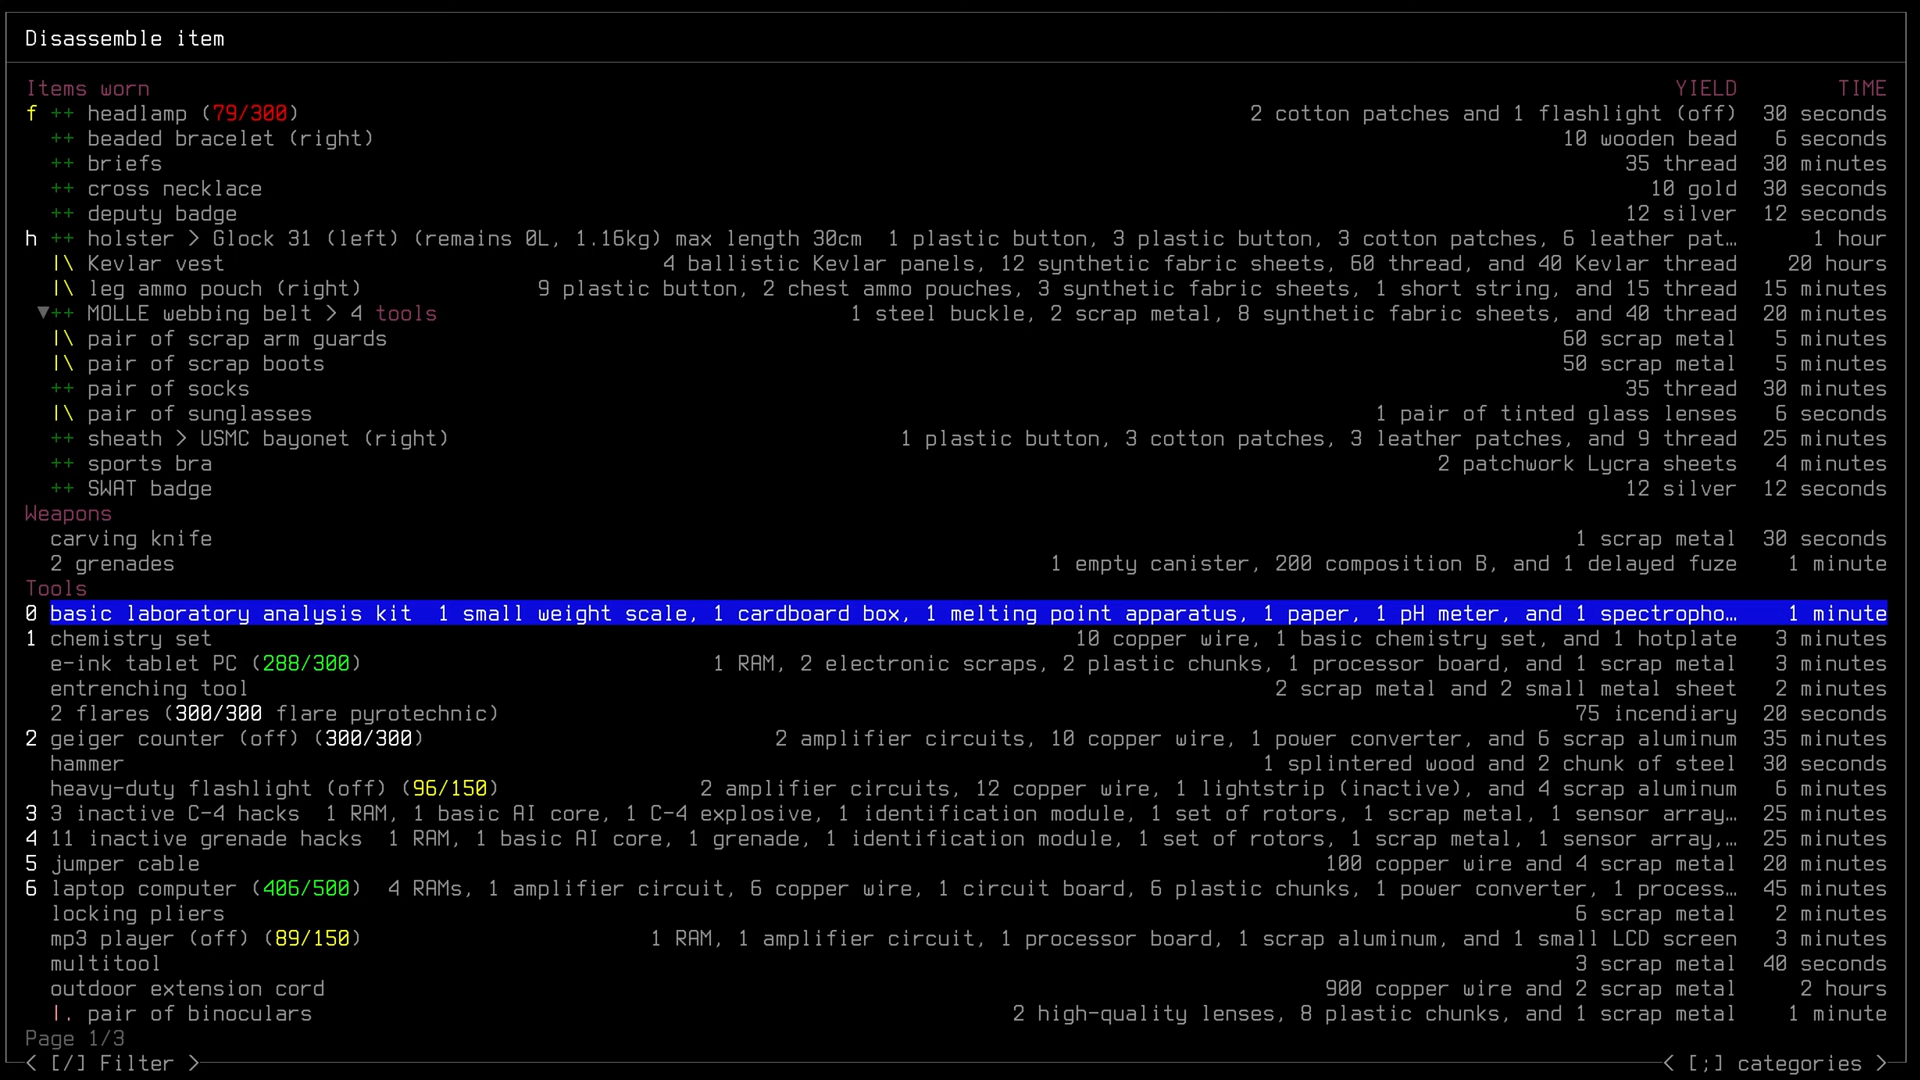 Disassemble item
Items worn YIELD TIME
f ++ headlamp (79/300) 2 cotton patches and 1 flashlight (off) 30 seconds
++ beaded bracelet (right) 10 wooden bead 6 seconds
++ briefs 35 thread 30 minutes
++ cross necklace 10 gold 30 seconds
++ deputy badge 12 silver 12 seconds
h ++ holster > Glock 31 (left) (remains 0L, 1.16kg) max length 30cm 1 plastic button, 3 plastic button, 3 cotton patches, 6 leather pat… 1 hour
|\ Kevlar vest 4 ballistic Kevlar panels, 12 synthetic fabric sheets, 60 thread, and 40 Kevlar thread 20 hours
|\ leg ammo pouch (right) 9 plastic button, 2 chest ammo pouches, 3 synthetic fabric sheets, 1 short string, and 15 thread 15 minutes
▼++ MOLLE webbing belt > 4 tools 1 steel buckle, 2 scrap metal, 8 synthetic fabric sheets, and 40 thread 20 minutes
|\ pair of scrap arm guards 60 scrap metal 5 minutes
|\ pair of scrap boots 50 scrap metal 5 minutes
++ pair of socks 35 thread 30 minutes
|\ pair of sunglasses 1 pair of tinted glass lenses 6 seconds
++ sheath > USMC bayonet (right) 1 plastic button, 3 cotton patches, 3 leather patches, and 9 thread 25 minutes
++ sports bra 2 patchwork Lycra sheets 4 minutes
++ SWAT badge 12 silver 12 seconds
Weapons
carving knife 1 scrap metal 30 seconds
2 grenades 1 empty canister, 200 composition B, and 1 delayed fuze 1 minute
Tools
0 basic laboratory analysis kit 1 small weight scale, 1 cardboard box, 1 melting point apparatus, 1 paper, 1 pH meter, and 1 spectropho… 1 minute
1 chemistry set 10 copper wire, 1 basic chemistry set, and 1 hotplate 3 minutes
e-ink tablet PC (288/300) 1 RAM, 2 electronic scraps, 2 plastic chunks, 1 processor board, and 1 scrap metal 3 minutes
entrenching tool 2 scrap metal and 2 small metal sheet 2 minutes
2 flares (300/300 flare pyrotechnic) 75 incendiary 20 seconds
2 geiger counter (off) (300/300) 2 amplifier circuits, 10 copper wire, 1 power converter, and 6 scrap aluminum 35 minutes
hammer 1 splintered wood and 2 chunk of steel 30 seconds
heavy-duty flashlight (off) (96/150) 2 amplifier circuits, 12 copper wire, 1 lightstrip (inactive), and 4 scrap aluminum 6 minutes
3 3 inactive C-4 hacks 1 RAM, 1 basic AI core, 1 C-4 explosive, 1 identification module, 1 set of rotors, 1 scrap metal, 1 sensor array… 25 minutes
4 11 inactive grenade hacks 1 RAM, 1 basic AI core, 1 grenade, 1 identification module, 1 set of rotors, 1 scrap metal, 1 sensor array,… 25 minutes
5 jumper cable 100 copper wire and 4 scrap metal 20 minutes
6 laptop computer (406/500) 4 RAMs, 1 amplifier circuit, 6 copper wire, 1 circuit board, 6 plastic chunks, 1 power converter, 1 process… 45 minutes
locking pliers 6 scrap metal 2 minutes
mp3 player (off) (89/150) 1 RAM, 1 amplifier circuit, 1 processor board, 1 scrap aluminum, and 1 small LCD screen 3 minutes
multitool 3 scrap metal 40 seconds
outdoor extension cord 900 copper wire and 2 scrap metal 2 hours
|. pair of binoculars 2 high-quality lenses, 8 plastic chunks, and 1 scrap metal 1 minute
Page 1/3
< [/] Filter > < [;] categories >